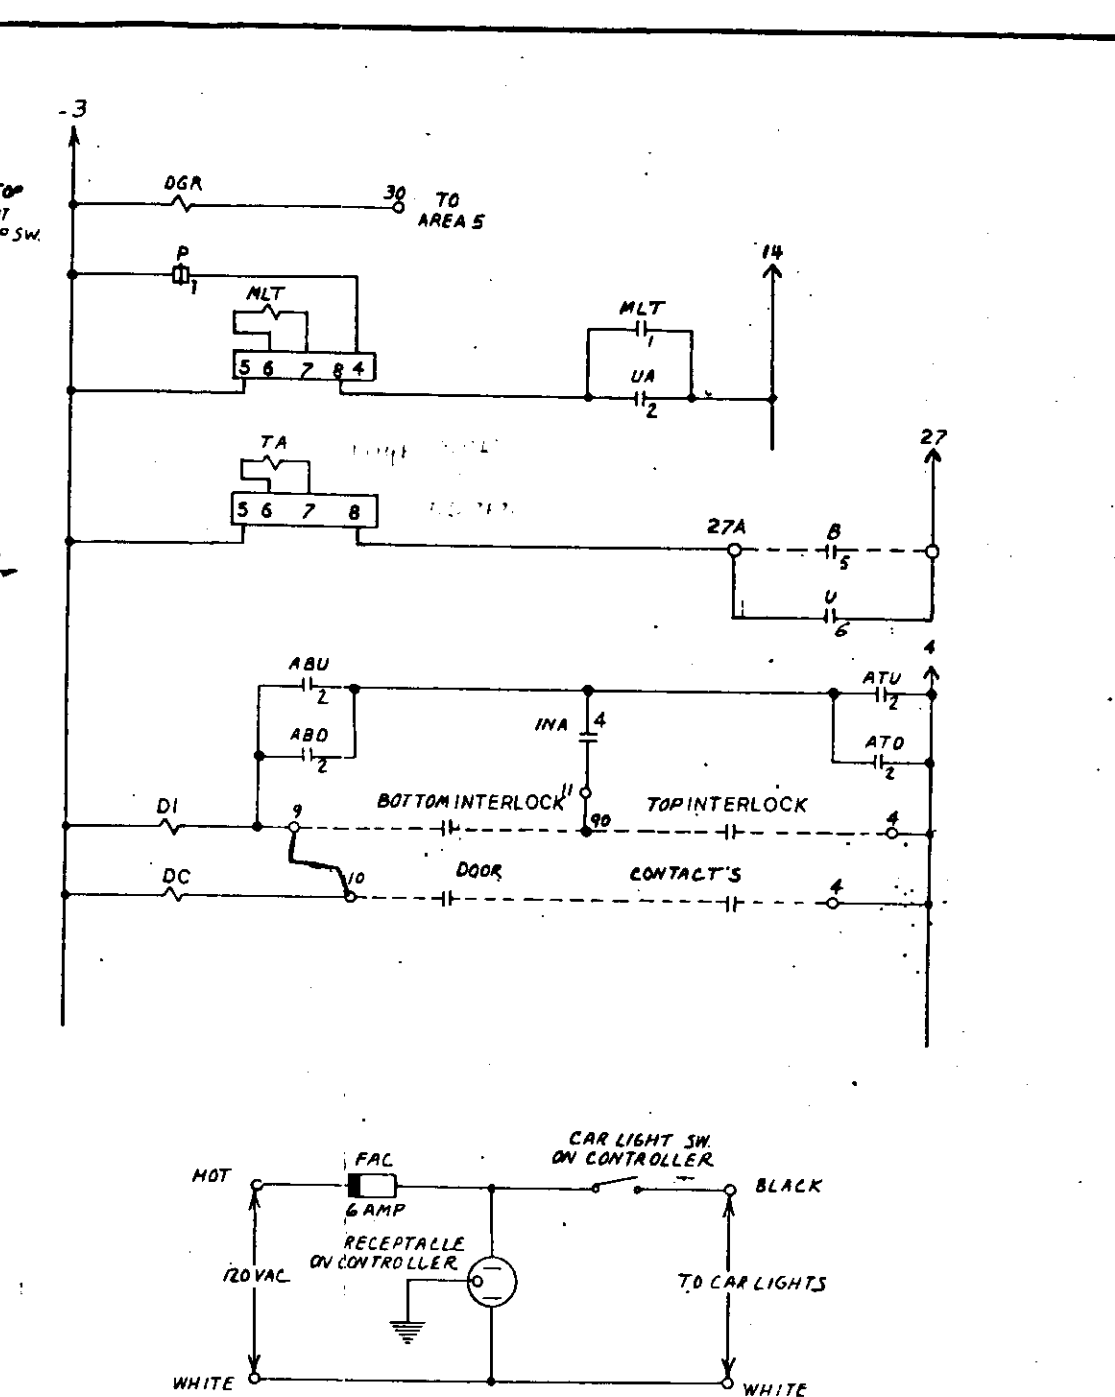 -3
DGR
30
TO
AREA 5
SW.
P
1
14
MLT
MLT
1
5 6 7 8 4
UA
2
27
TA
5 6 7 8
27A
B
5
U
6
4
ABU
2
ATU
2
INA
4
ABD
2
ATD
2
11
BOTTOM INTERLOCK
TOP INTERLOCK
DI
9
90
4
DC
10
DOOR
CONTACT'S
4
CAR LIGHT SW.
ON CONTROLLER
HOT
FAC
BLACK
6 AMP
RECEPTALLE
ON CONTROLLER
120 VAC
TO CAR LIGHTS
WHITE
WHITE